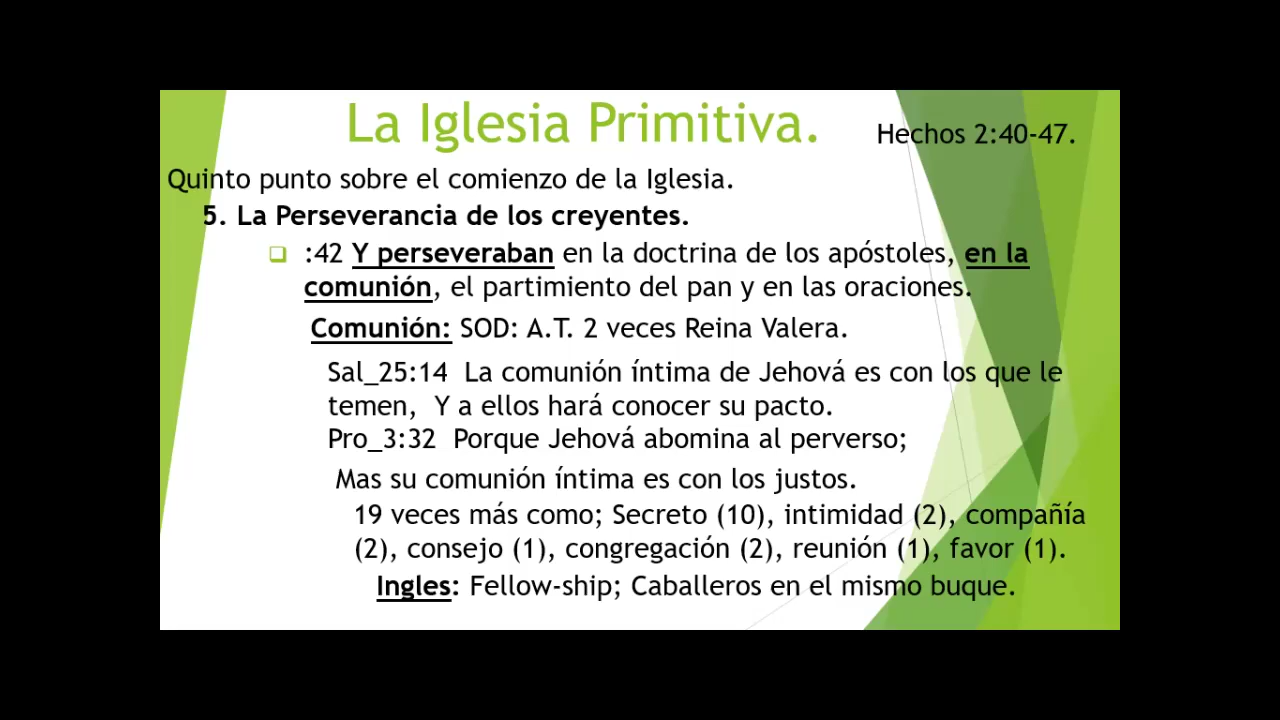 La Iglesia Primitiva.
Hechos 2:40-47.
Quinto punto sobre el comienzo de la Iglesia.
5. La Perseverancia de los creyentes.
:42 Y perseveraban en la doctrina de los apóstoles, en la
comunión, el partimiento del pan y en las oraciones.
Comunión: SOD: A.T. 2 veces Reina Valera.
Sal_25:14 La comunión íntima de Jehová es con los que le
temen, Y a ellos hará conocer su pacto.
Pro_3:32 Porque Jehová abomina al perverso;
Mas su comunión íntima es con los justos.
19 veces más como; Secreto (10), intimidad (2), compañía
(2), consejo (1), congregación (2), reunión (1), favor (1).
Ingles: Fellow-ship; Caballeros en el mismo buque.